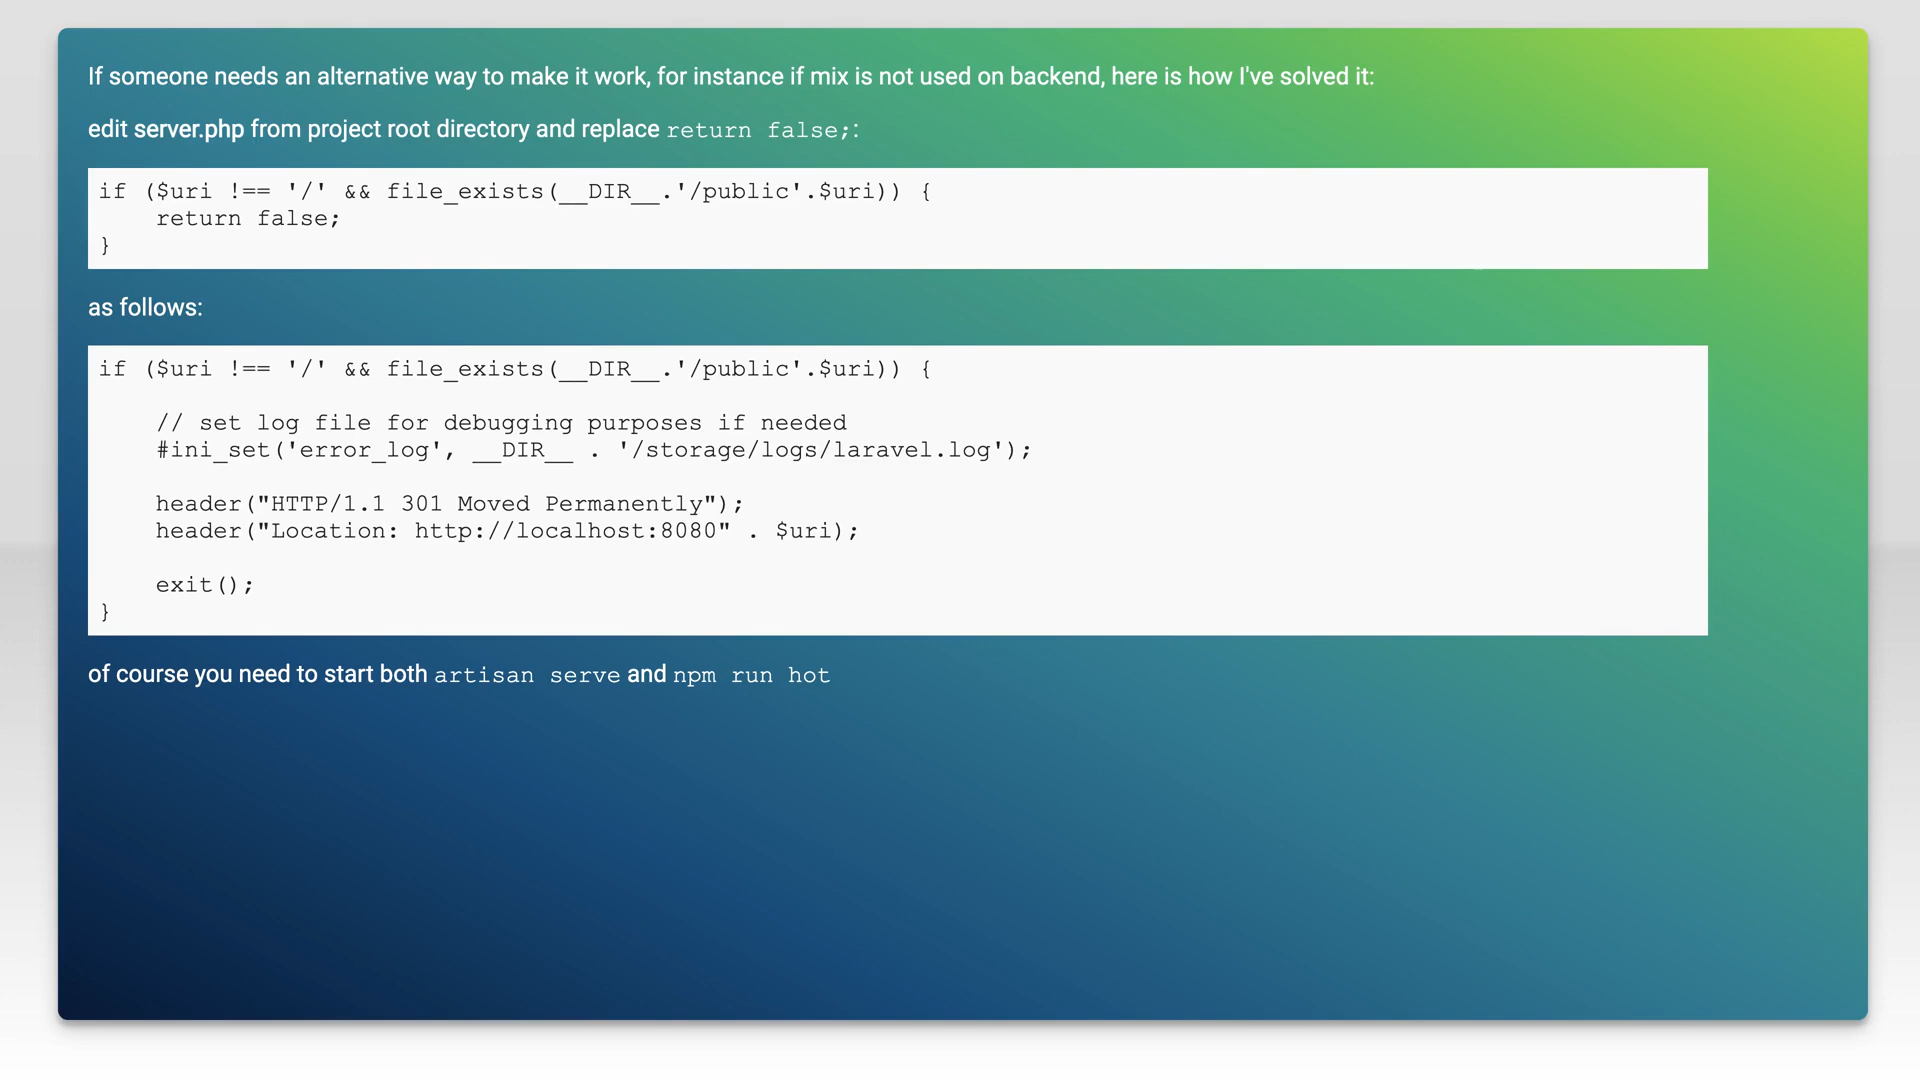 If someone needs an alternative way to make it work, for instance if mix is not used on backend, here is how I've solved it:
edit server.php from project root directory and replace return false;:
if ($uri !== '/' && file_exists(__DIR__.'/public'.$uri)) {
    return false;
}
as follows:
if ($uri !== '/' && file_exists(__DIR__.'/public'.$uri)) {
    // set log file for debugging purposes if needed
    #ini_set('error_log', __DIR__ . '/storage/logs/laravel.log');
    header("HTTP/1.1 301 Moved Permanently");
    header("Location: http://localhost:8080" . $uri);
    exit();
}
of course you need to start both artisan serve and npm run hot